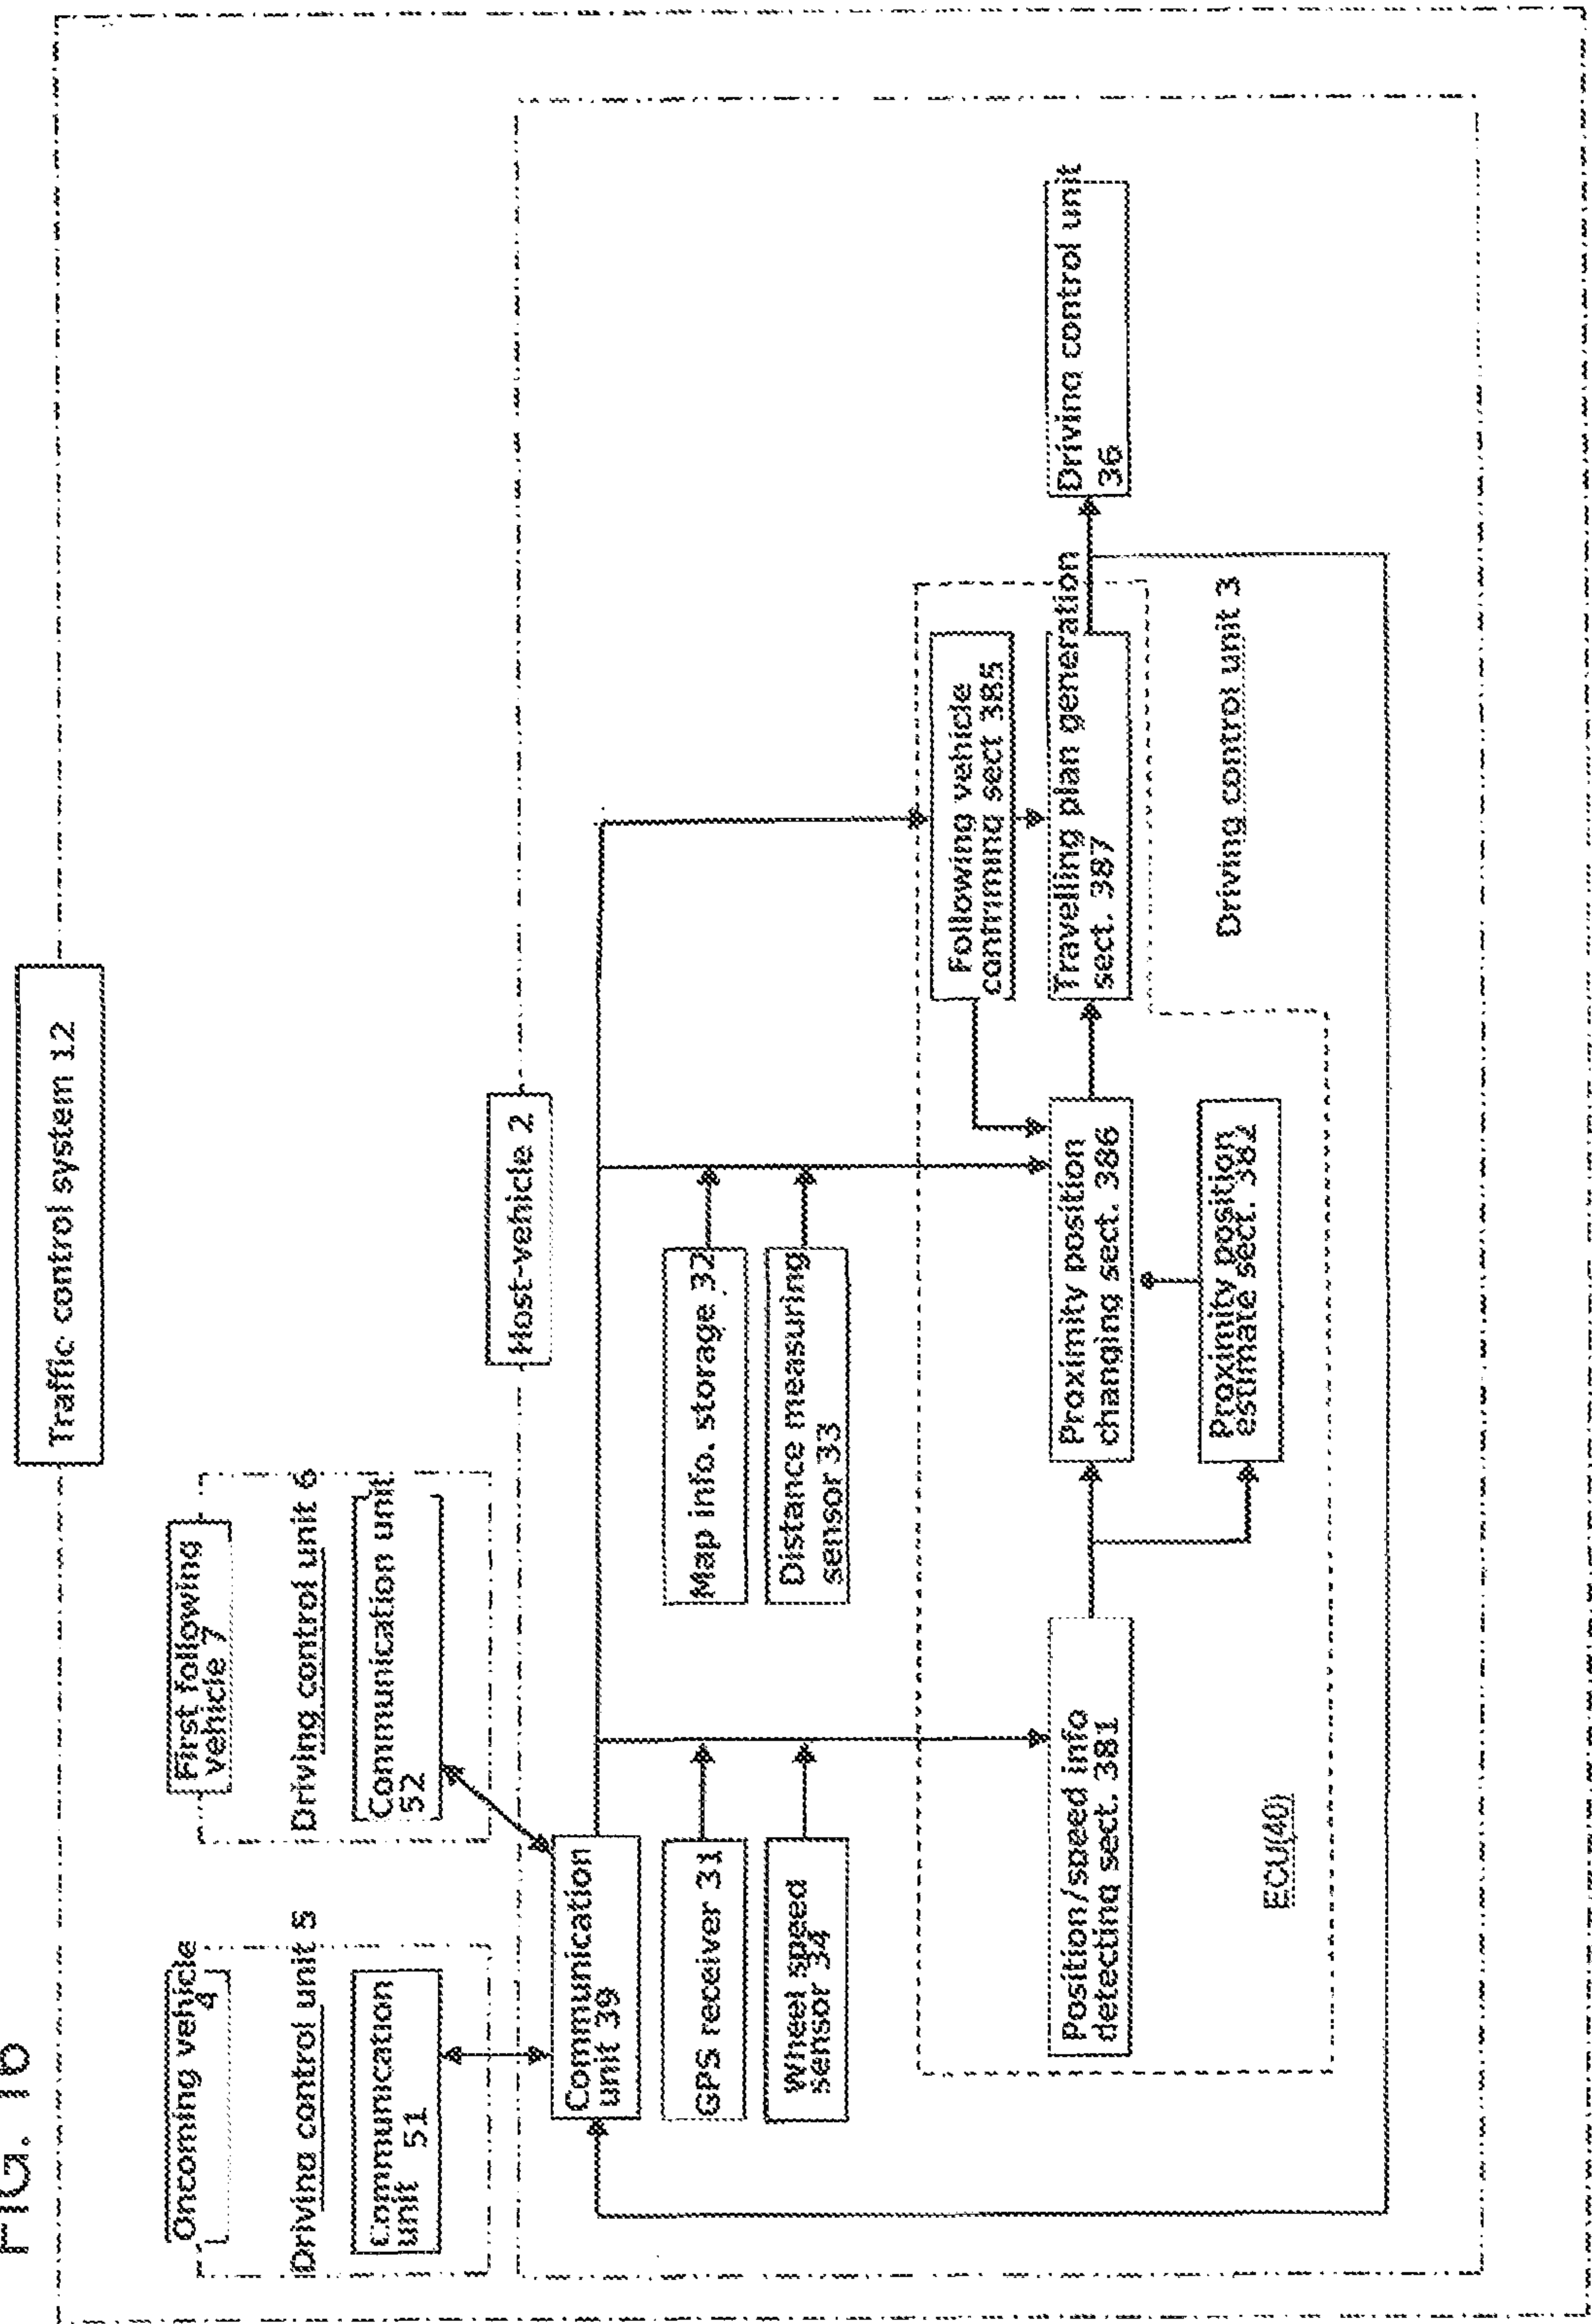 FIG. 16
Traffic control system 12
Oncoming vehicle
4
Driving control unit 5
Communication
unit 51
First following
vehicle 7
Driving control unit 6
Communication unit
52
Host-vehicle 2
Communication
unit 39
GPS receiver 31
Wheel speed
sensor 34
Map info. storage 32
Distance measuring
sensor 33
Position/speed info
detecting sect. 381
Proximity position
changing sect. 386
Proximity position
estimate sect. 382
Following vehicle
confirming sect 385
Travelling plan generation
sect. 387
Driving control unit
36
Driving control unit 3
ECU(40)